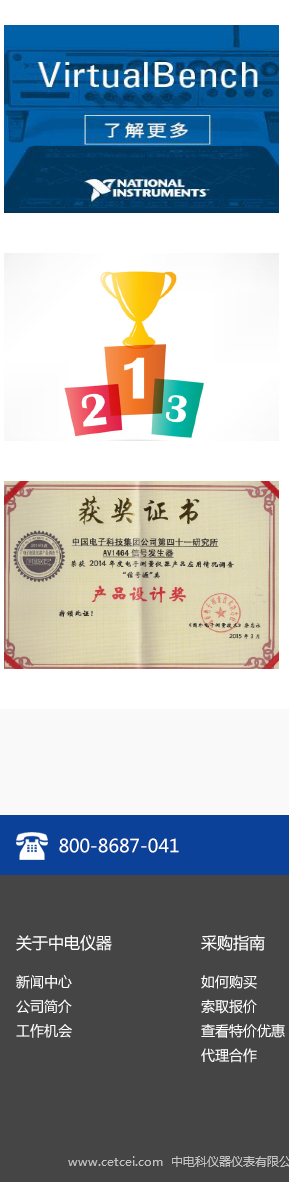 VirtualBench
了解更多
NATIONAL
INSTRUMENTS
1
2
3
获奖证书
中国电子科技集团公司第四十一研究所
AV1464 信号发生器
荣获 2014 年度电子测量仪器产品应用情况调查
“信号源”类
产品设计奖
特颁此证！
《国外电子测量技术》杂志社
2015 年 3 月
800-8687-041
关于中电仪器
新闻中心
公司简介
工作机会
采购指南
如何购买
索取报价
查看特价优惠
代理合作
www.cetcei.com 中电科仪器仪表有限公